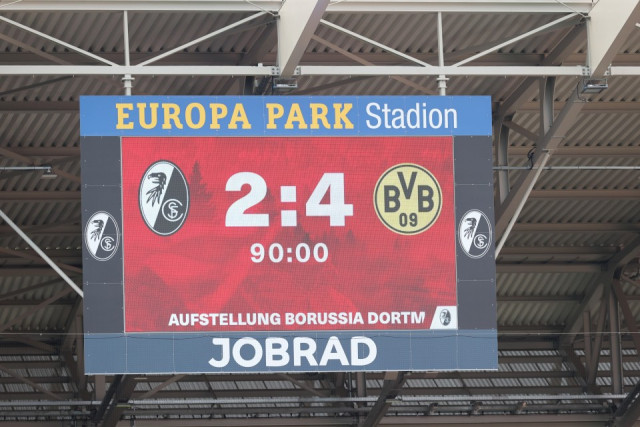 EUROPA PARK Stadion
2:4
BVB
09
90:00
AUFSTELLUNG BORUSSIA DORTM
JOBRAD